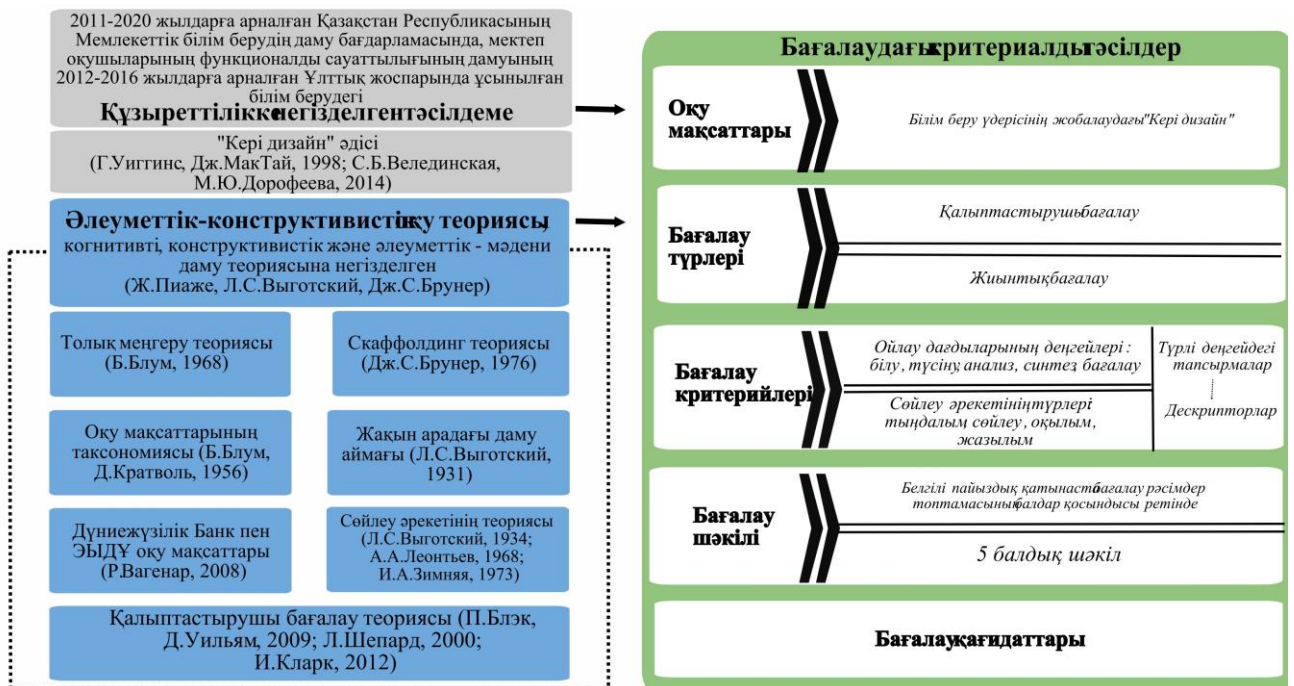 2011-2020 жылдарға арналған Қазақстан Республикасының
Мемлекеттік білім берудің даму бағдарламасында, мектеп
оқушыларының функционалды сауаттылығының дамуының
2012-2016 жылдарға арналған Ұлттық жоспарында ұсынылған
білім берудегі
Құзыреттілікке негізделген тәсілдеме
"Кері дизайн" әдісі
(Г.Уиггинс, Дж.МакТай, 1998; С.Б.Велединская,
М.Ю.Дорофеева, 2014)
Әлеуметтік-конструктивистік оқу теориясы,
когнитивті, конструктивистік және әлеуметтік - мәдени
даму теориясына негізделген
(Ж.Пиаже, Л.С.Выготский, Дж.С.Брунер)
Толық меңгеру теориясы
(Б.Блум, 1968)
Скаффолдинг теориясы
(Дж.С.Брунер, 1976)
Оқу мақсаттарының
таксономиясы (Б.Блум,
Д.Кратволь, 1956)
Жақын арадағы даму
аймағы (Л.С.Выготский,
1931)
Дүниежүзілік Банк пен
ЭЫДҰ оқу мақсаттары
(Р.Вагенар, 2008)
Сөйлеу әрекетінің теориясы
(Л.С.Выготский, 1934;
А.А.Леонтьев, 1968;
И.А.Зимняя, 1973)
Қалыптастырушы бағалау теориясы (П.Блэк,
Д.Уильям, 2009; Л.Шепард, 2000;
И.Кларк, 2012)
Бағалаудағы критериалды тәсілдер
Оқу
мақсаттары
Білім беру үдерісінің жобалаудағы "Кері дизайн"
Бағалау
түрлері
Қалыптастырушы бағалау
Жиынтық бағалау
Бағалау
критерийлері
Ойлау дағдыларының деңгейлері :
білу, түсіну, анализ, синтез, бағалау
Сөйлеу әрекетінің түрлері:
тыңдалым, сөйлеу, оқылым,
жазылым
Түрлі деңгейдегі
тапсырмалар
Дескрипторлар
Бағалау
шәкілі
Белгілі пайыздық қатынаста бағалау рәсімдер
топтамасының балдар қосындысы ретінде
5 балдық шәкіл
Бағалау қағидаттары